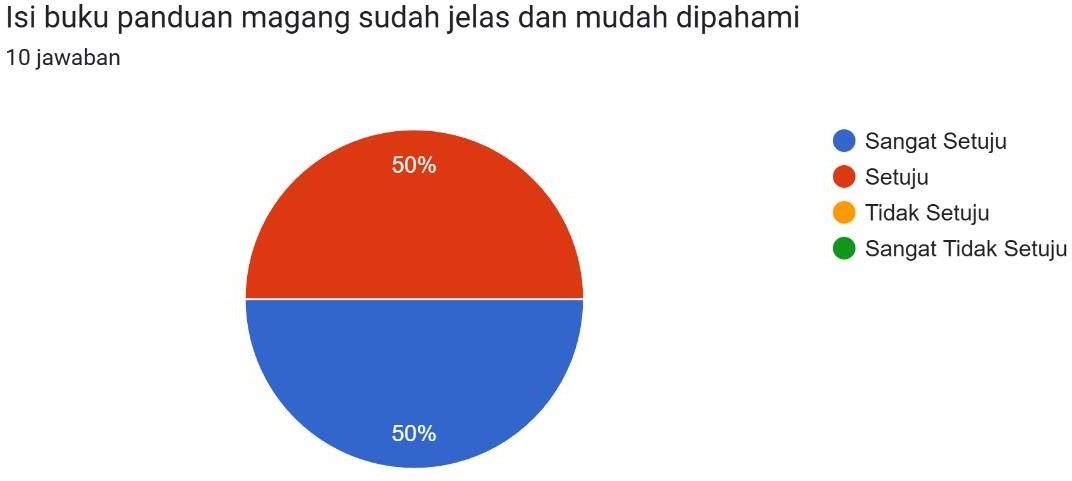 Isi buku panduan magang sudah jelas dan mudah dipahami
10 jawaban
50%
50%
Sangat Setuju
Setuju
Tidak Setuju
Sangat Tidak Setuju